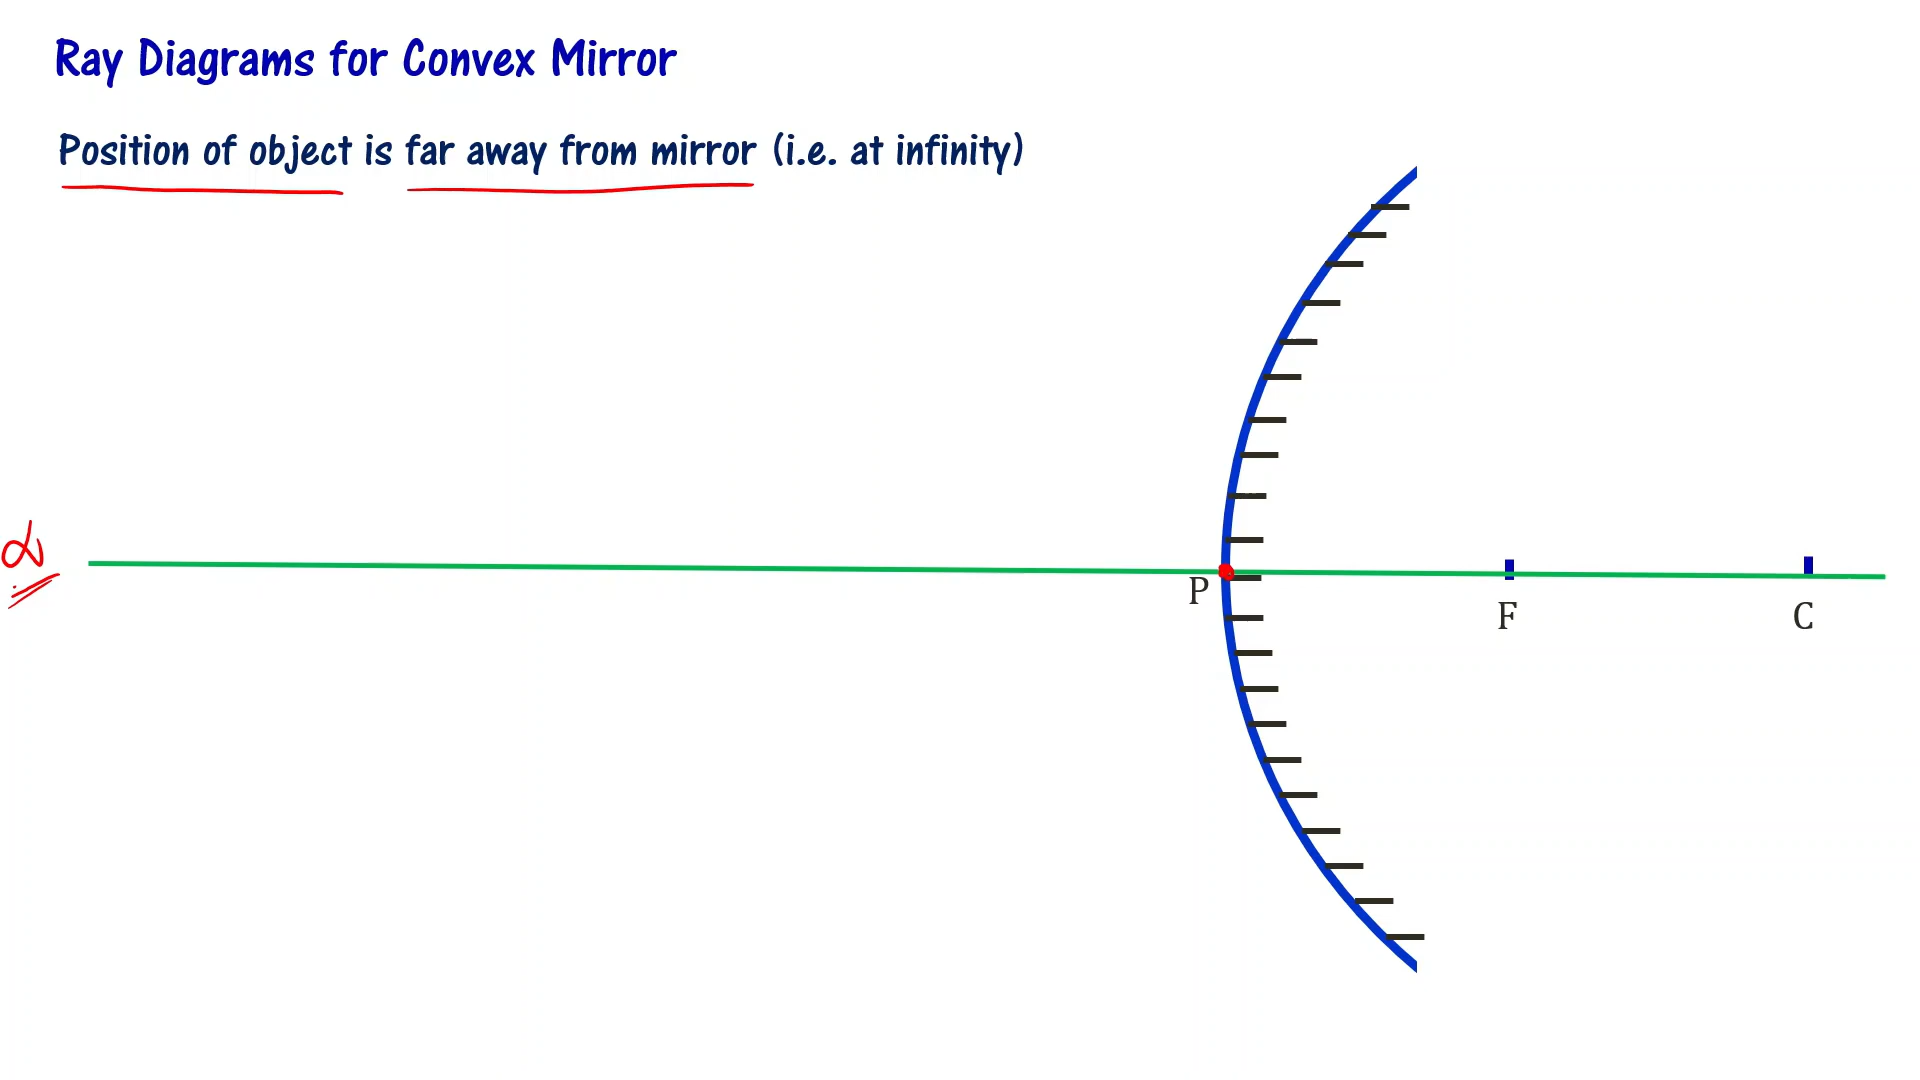 Ray Diagrams for Convex Mirror
Position of object is far away from mirror (i.e. at infinity)
α
P
F
C